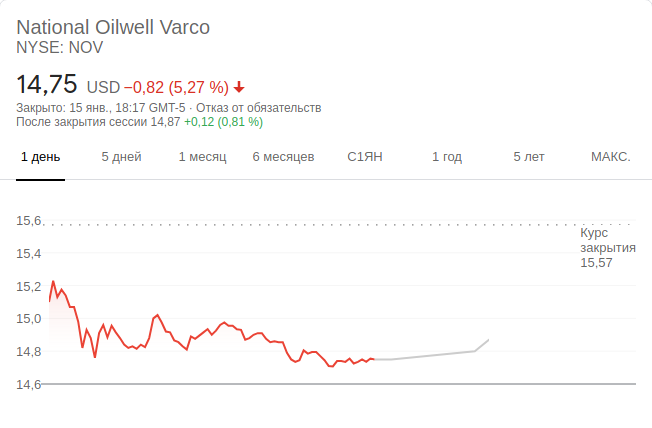 National Oilwell Varco
NYSE: NOV
14,75 USD −0,82 (5,27 %)
Закрыто: 15 янв., 18:17 GMT-5 · Отказ от обязательств
После закрытия сессии 14,87 +0,12 (0,81 %)
1 день 5 дней 1 месяц 6 месяцев С1ЯН 1 год 5 лет МАКС.
15,6
Курс
закрытия
15,57
15,4
15,2
15,0
14,8
14,6